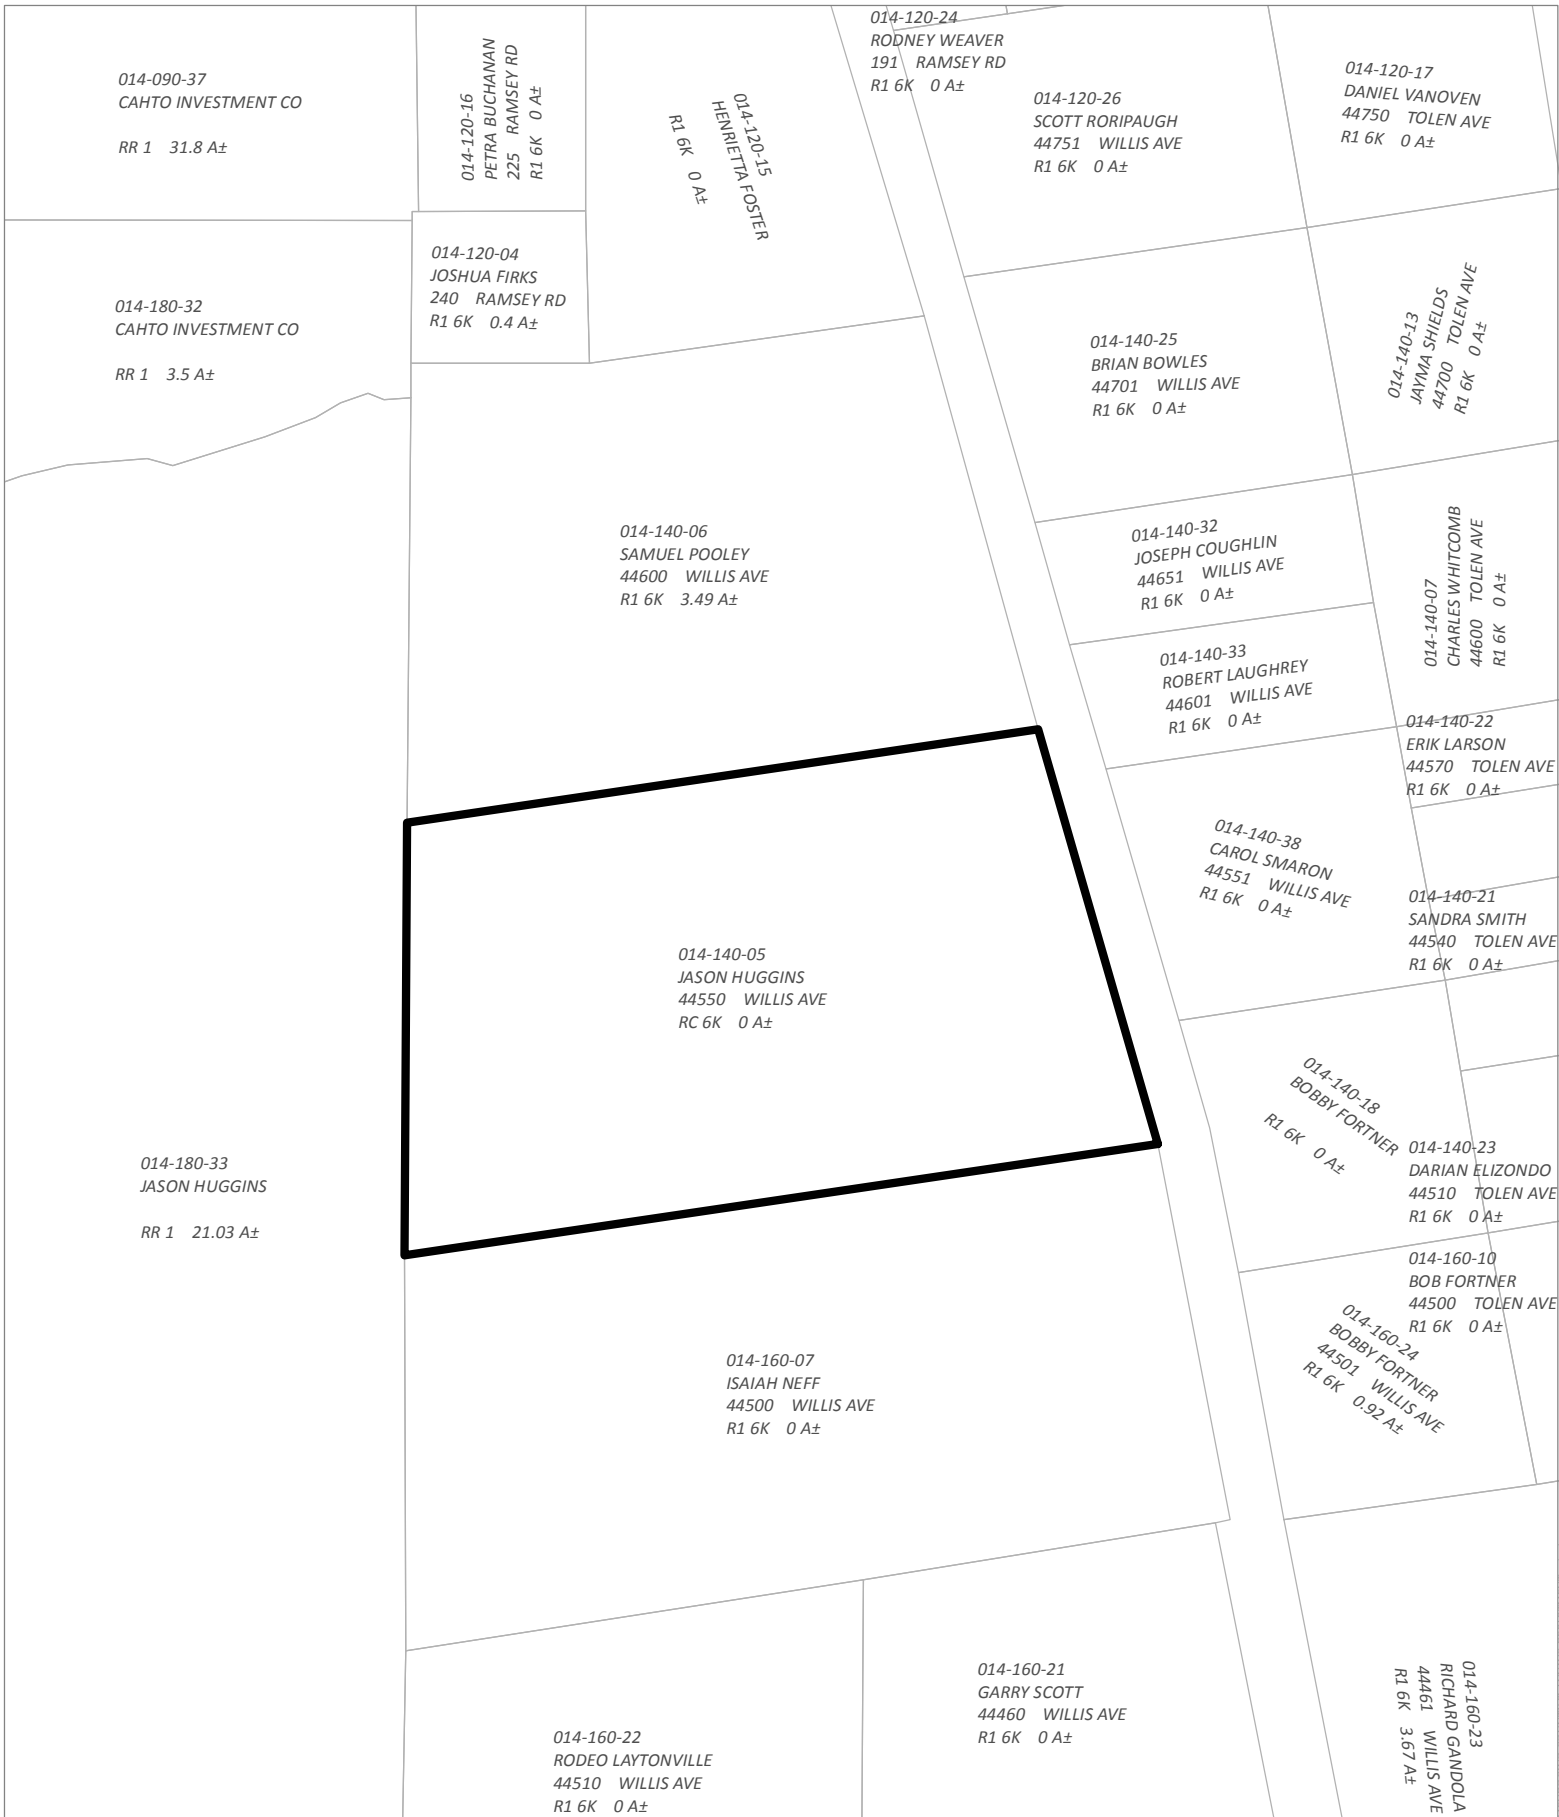 014-090-37
CAHTO INVESTMENT CO
RR 1 31.8 A±
014-120-16
PETRA BUCHANAN
225 RAMSEY RD
R1 6K 0 A±
014-120-15
HENRIETTA FOSTER
R1 6K 0 A±
014-120-24
RODNEY WEAVER
191 RAMSEY RD
R1 6K 0 A±
014-120-26
SCOTT RORIPAUGH
44751 WILLIS AVE
R1 6K 0 A±
014-120-17
DANIEL VANOVEN
44750 TOLEN AVE
R1 6K 0 A±
014-180-32
CAHTO INVESTMENT CO
RR 1 3.5 A±
014-120-04
JOSHUA FIRKS
240 RAMSEY RD
R1 6K 0.4 A±
014-140-25
BRIAN BOWLES
44701 WILLIS AVE
R1 6K 0 A±
014-140-13
JAYMA SHIELDS
44700 TOLEN AVE
R1 6K 0 A±
014-140-06
SAMUEL POOLEY
44600 WILLIS AVE
R1 6K 3.49 A±
014-140-32
JOSEPH COUGHLIN
44651 WILLIS AVE
R1 6K 0 A±
014-140-07
CHARLES WHITCOMB
44600 TOLEN AVE
R1 6K 0 A±
014-140-33
ROBERT LAUGHREY
44601 WILLIS AVE
R1 6K 0 A±
014-140-22
ERIK LARSON
44570 TOLEN AVE
R1 6K 0 A±
014-140-38
CAROL SMARON
44551 WILLIS AVE
R1 6K 0 A±
014-140-21
SANDRA SMITH
44540 TOLEN AVE
R1 6K 0 A±
014-140-05
JASON HUGGINS
44550 WILLIS AVE
RC 6K 0 A±
014-140-18
BOBBY FORTNER
R1 6K 0 A±
014-140-23
DARIAN ELIZONDO
44510 TOLEN AVE
R1 6K 0 A±
014-180-33
JASON HUGGINS
RR 1 21.03 A±
014-160-10
BOB FORTNER
44500 TOLEN AVE
R1 6K 0 A±
014-160-24
BOBBY FORTNER
44501 WILLIS AVE
R1 6K 0.92 A±
014-160-07
ISAIAH NEFF
44500 WILLIS AVE
R1 6K 0 A±
014-160-21
GARRY SCOTT
44460 WILLIS AVE
R1 6K 0 A±
014-160-23
RICHARD GANDOLA
44461 WILLIS AVE
R1 6K 3.67 A±
014-160-22
RODEO LAYTONVILLE
44510 WILLIS AVE
R1 6K 0 A±